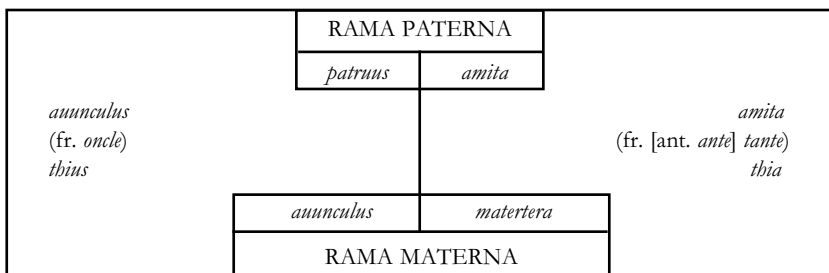 RAMA PATERNA
patruus amita
auunculus amita
(fr. oncle) (fr. [ant. ante] tante)
thius thia
auunculus matertera
RAMA MATERNA